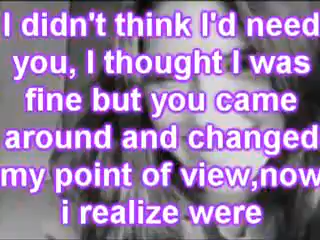 I didn't think I'd need
you, I thought I was
fine but you came
around and changed
my point of view,now
i realize were